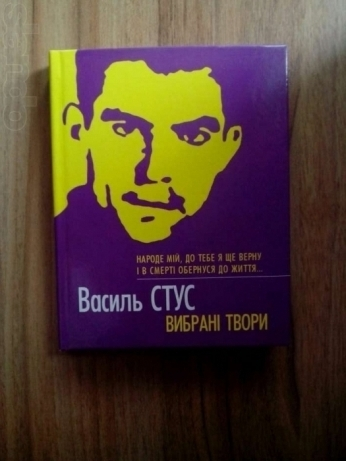 НАРОДЕ МІЙ, ДО ТЕБЕ Я ЩЕ ВЕРНУ
І В СМЕРТІ ОБЕРНУСЯ ДО ЖИТТЯ...
Василь СТУС
ВИБРАНІ ТВОРИ